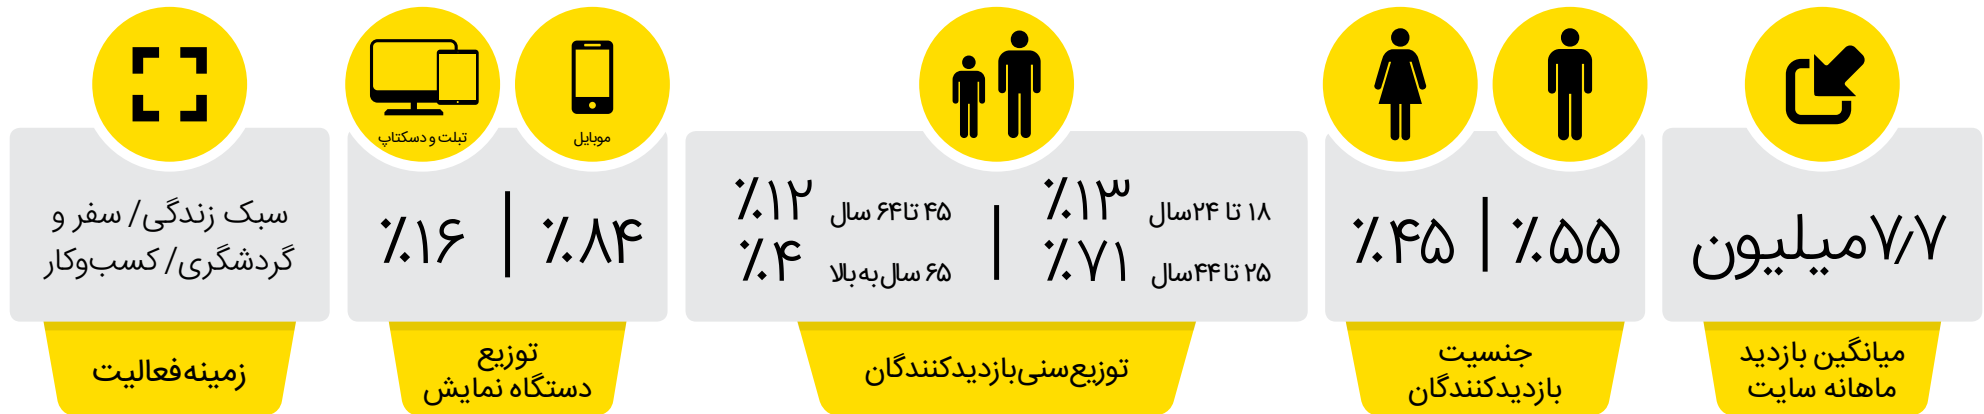 ۷٫۷میلیون
میانگین بازدید
ماهانه سایت
٪۵۵ | ٪۴۵
جنسیت
بازدیدکنندگان
۱۸ تا ۲۴سال ٪۱۳
۲۵ تا ۴۴سال ٪۷۱
۴۵ تا ۶۴ سال ٪۱۲
۶۵ سال به بالا ٪۴
توزیع سنی بازدیدکنندگان
موبایل
تبلت و دسکتاپ
٪۸۴ | ٪۱۶
توزیع
دستگاه نمایش
سبک زندگی/ سفر و
گردشگری/ کسب‌وکار
زمینه فعالیت